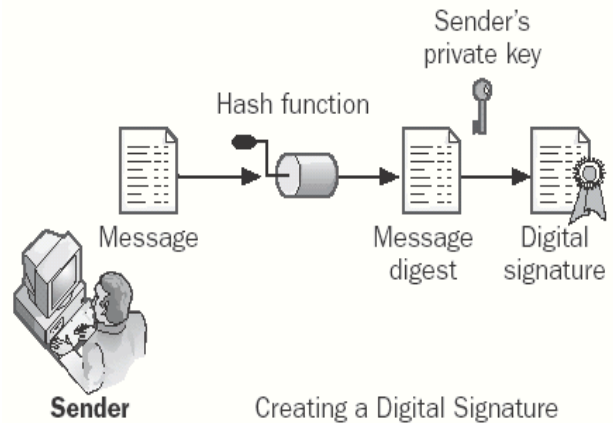 Sender's
private key
Hash function
Message
Message
digest
Digital
signature
Sender
Creating a Digital Signature